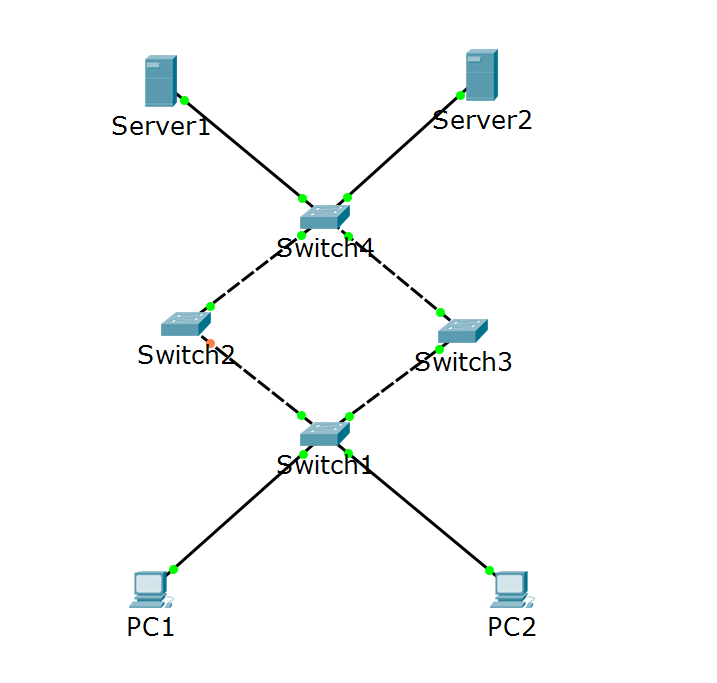 Server1
Server2
Switch4
Switch2
Switch3
Switch1
PC1
PC2